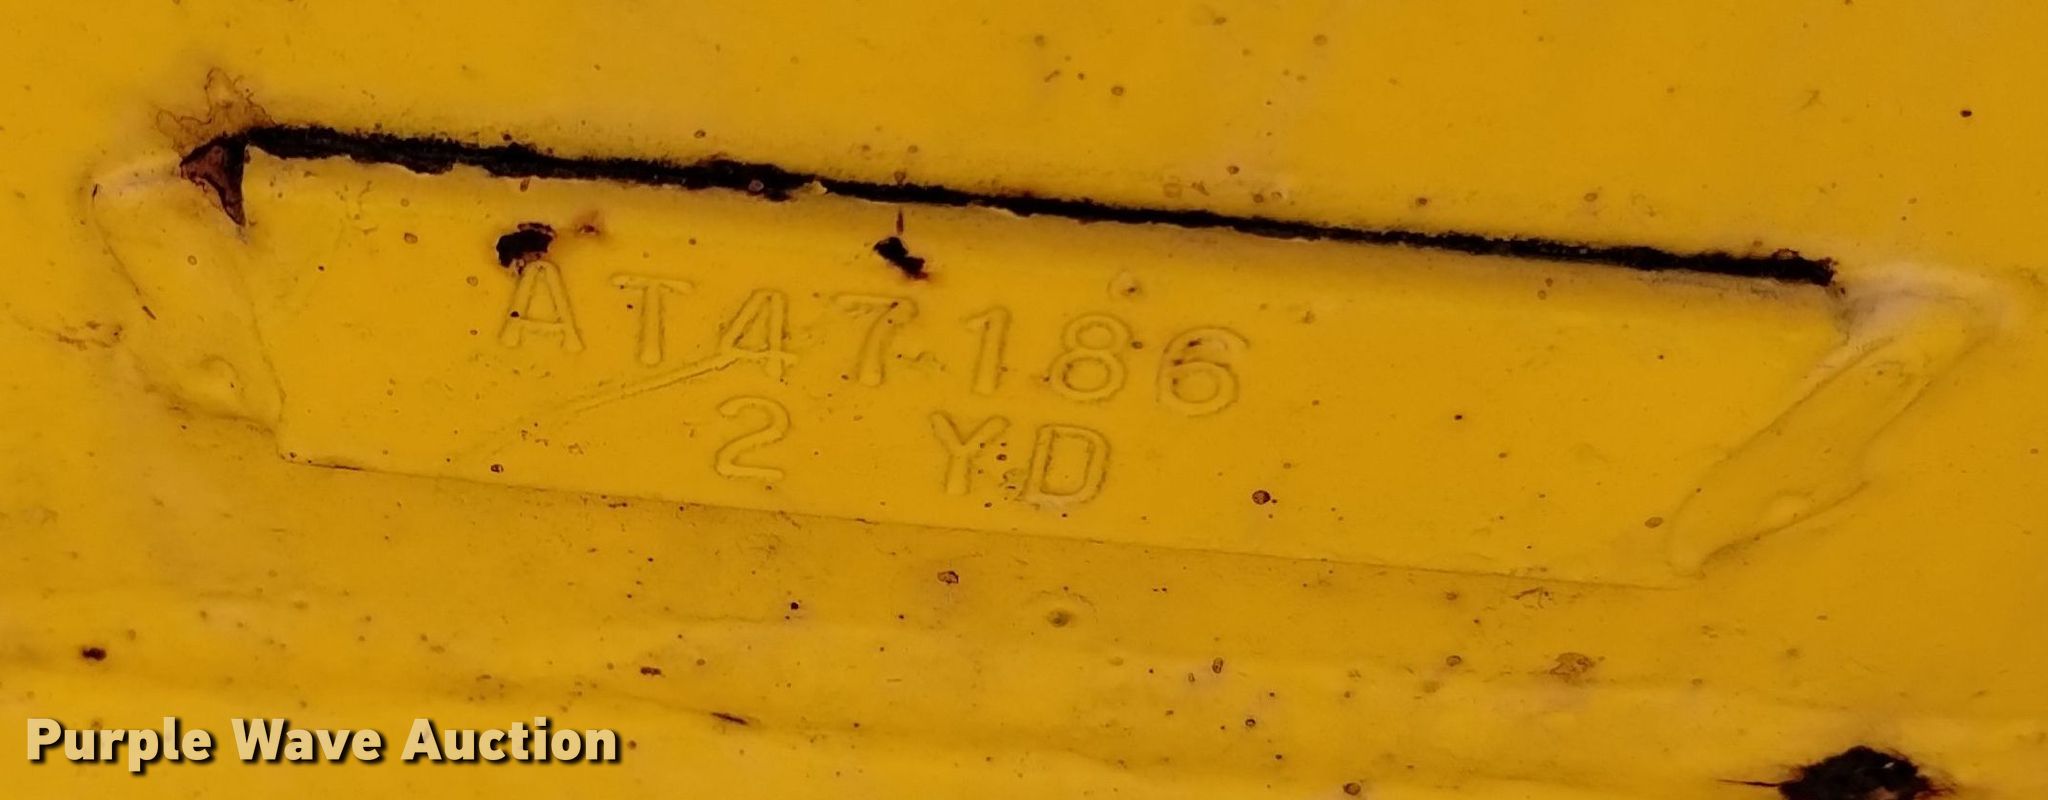 AT47186
2 YD
Purple Wave Auction